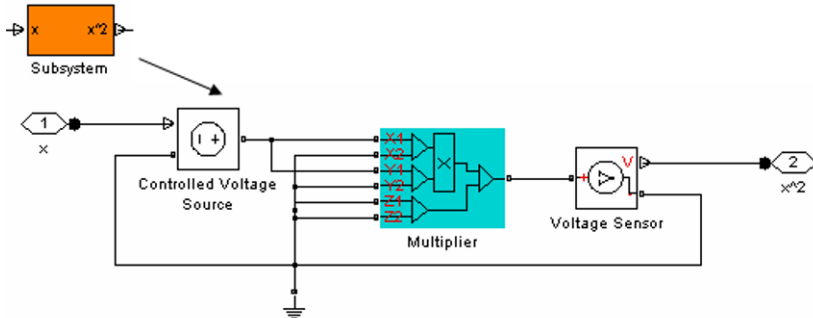 x x^2
Subsystem
1
x
Controlled Voltage
Source
X1
X2
Y1
Y2
Z1
Z2
Multiplier
V
Voltage Sensor
2
x^2